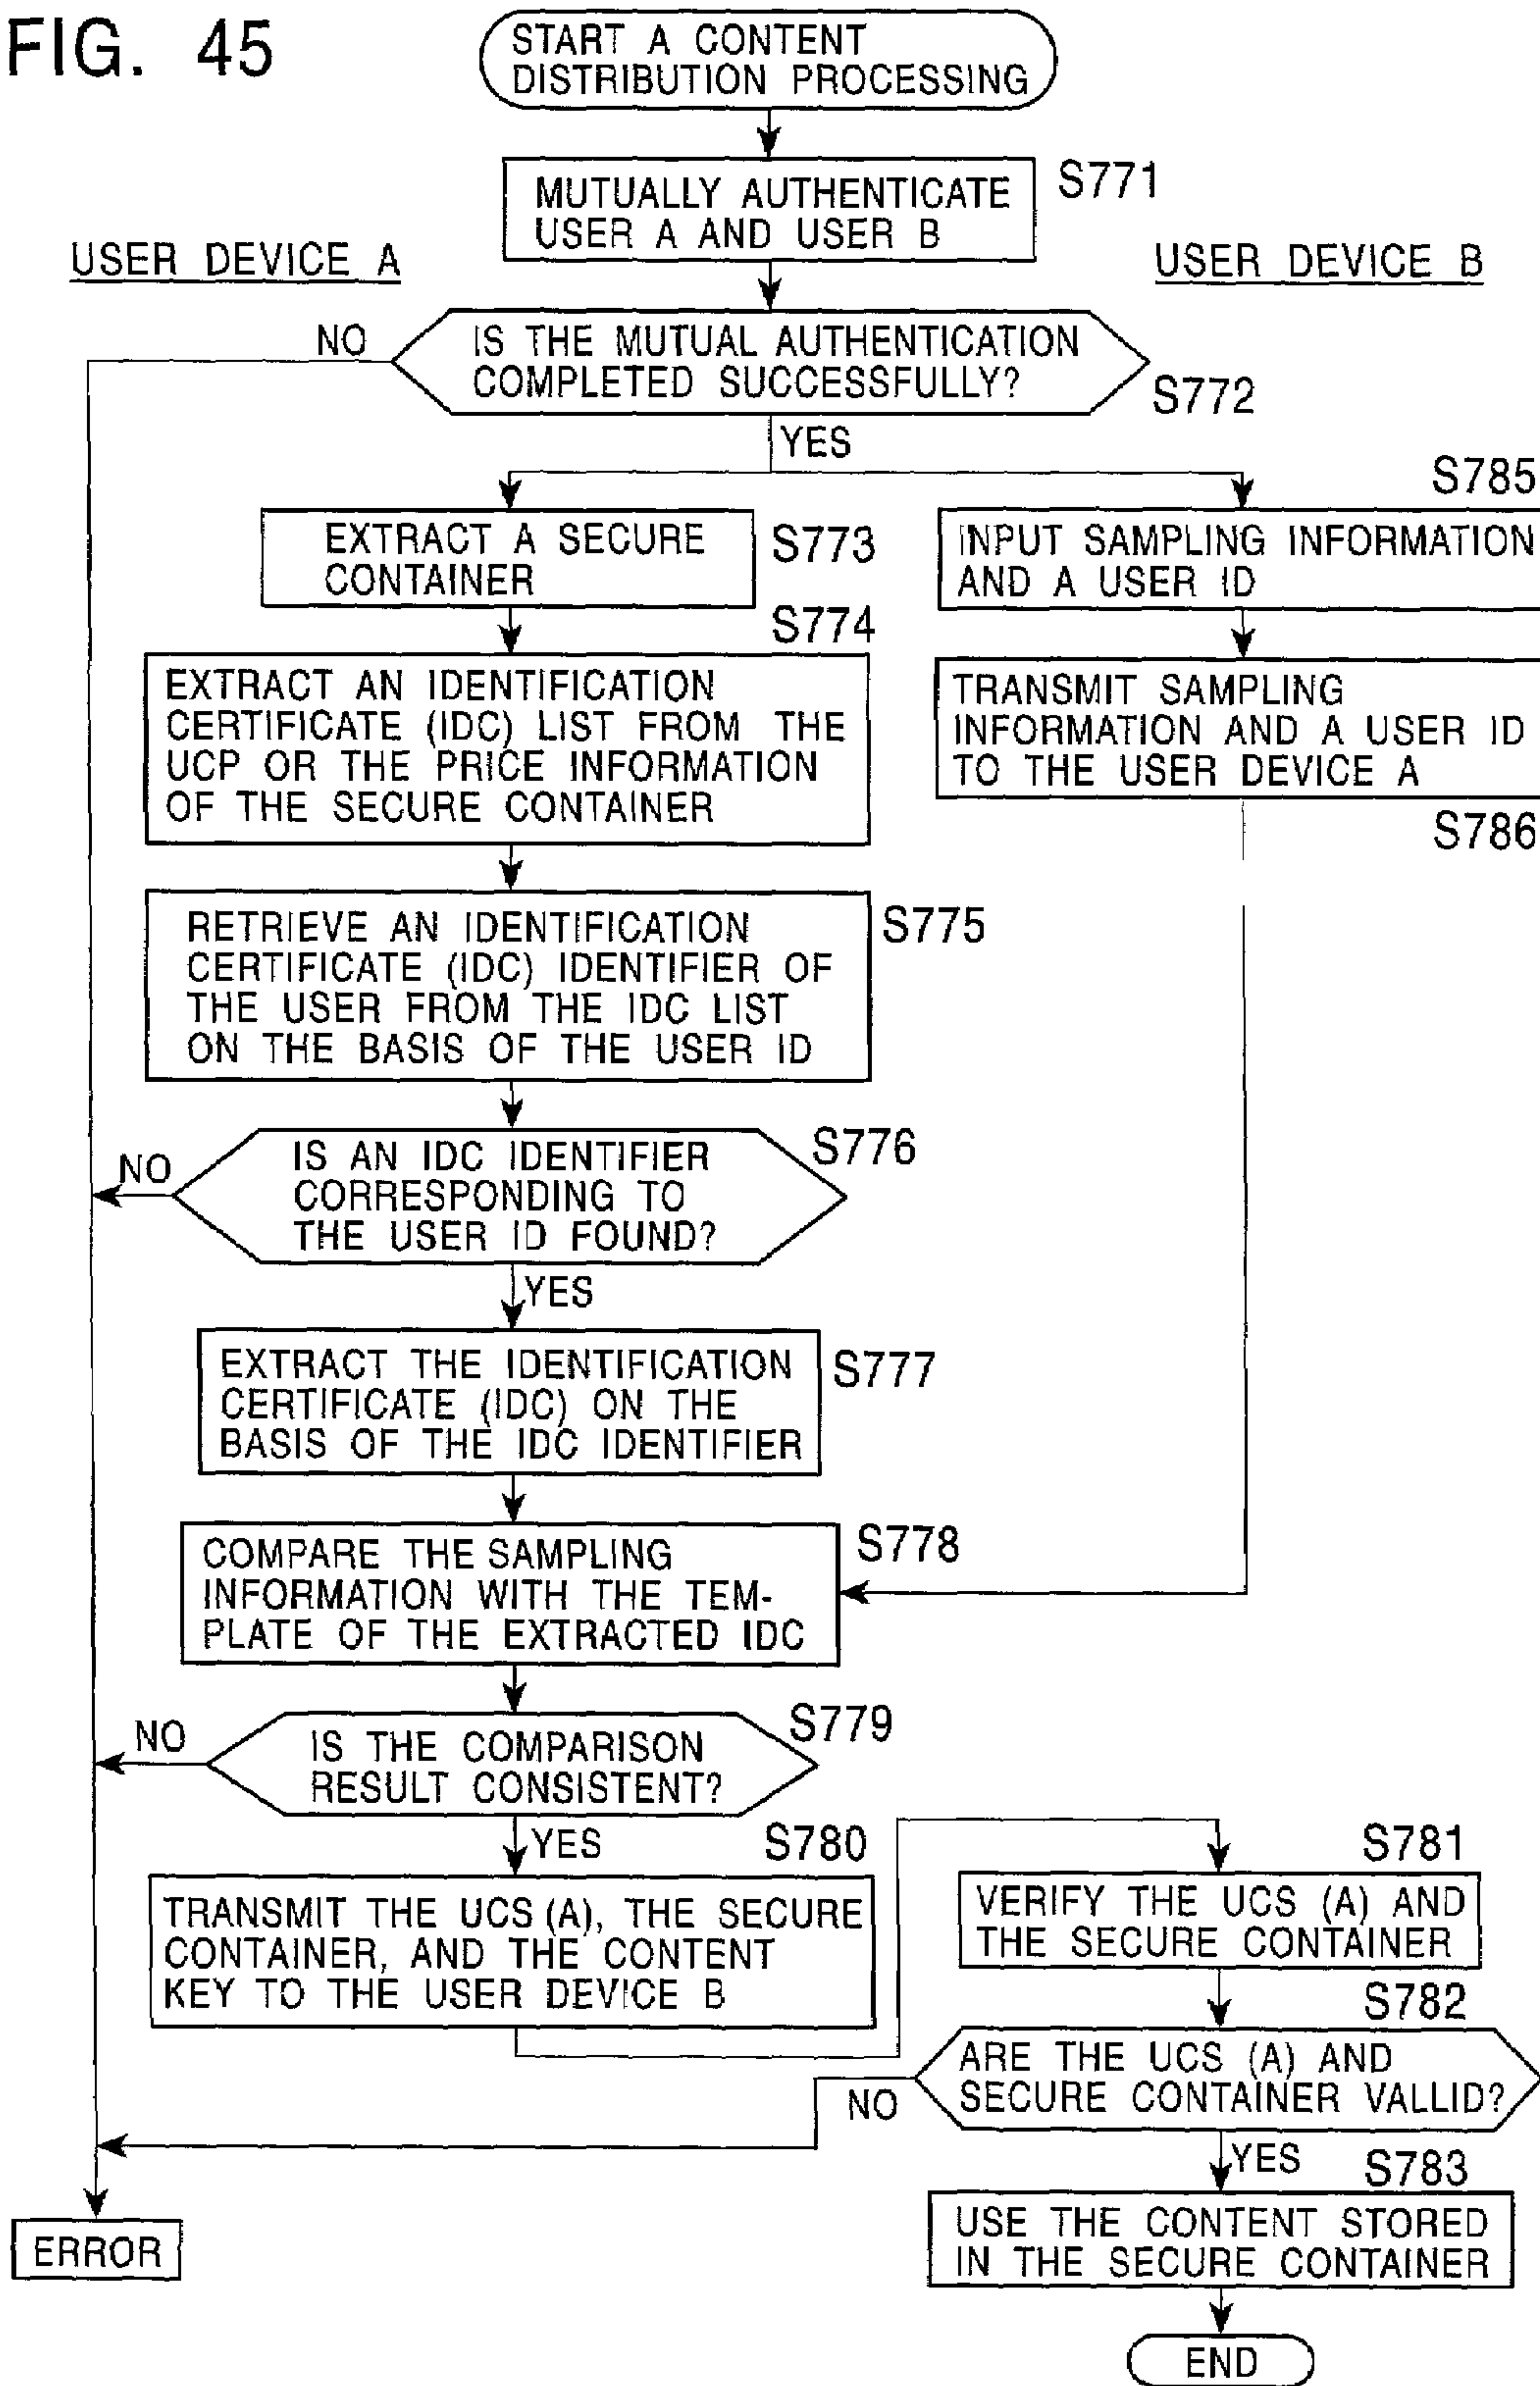 FIG. 45
START A CONTENT
DISTRIBUTION PROCESSING
MUTUALLY AUTHENTICATE
USER A AND USER B
S771
USER DEVICE A
USER DEVICE B
NO
IS THE MUTUAL AUTHENTICATION
COMPLETED SUCCESSFULLY?
S772
YES
EXTRACT A SECURE
CONTAINER
S773
S785
INPUT SAMPLING INFORMATION
AND A USER ID
S774
EXTRACT AN IDENTIFICATION
CERTIFICATE (IDC) LIST FROM THE
UCP OR THE PRICE INFORMATION
OF THE SECURE CONTAINER
TRANSMIT SAMPLING
INFORMATION AND A USER ID
TO THE USER DEVICE A
S786
RETRIEVE AN IDENTIFICATION
CERTIFICATE (IDC) IDENTIFIER OF
THE USER FROM THE IDC LIST
ON THE BASIS OF THE USER ID
S775
NO
IS AN IDC IDENTIFIER
CORRESPONDING TO
THE USER ID FOUND?
S776
YES
EXTRACT THE IDENTIFICATION
CERTIFICATE (IDC) ON THE
BASIS OF THE IDC IDENTIFIER
S777
COMPARE THE SAMPLING
INFORMATION WITH THE TEM-
PLATE OF THE EXTRACTED IDC
S778
NO
IS THE COMPARISON
RESULT CONSISTENT?
S779
YES
S780
TRANSMIT THE UCS (A), THE SECURE
CONTAINER, AND THE CONTENT
KEY TO THE USER DEVICE B
S781
VERIFY THE UCS (A) AND
THE SECURE CONTAINER
S782
ARE THE UCS (A) AND
SECURE CONTAINER VALLID?
NO
YES
S783
USE THE CONTENT STORED
IN THE SECURE CONTAINER
ERROR
END